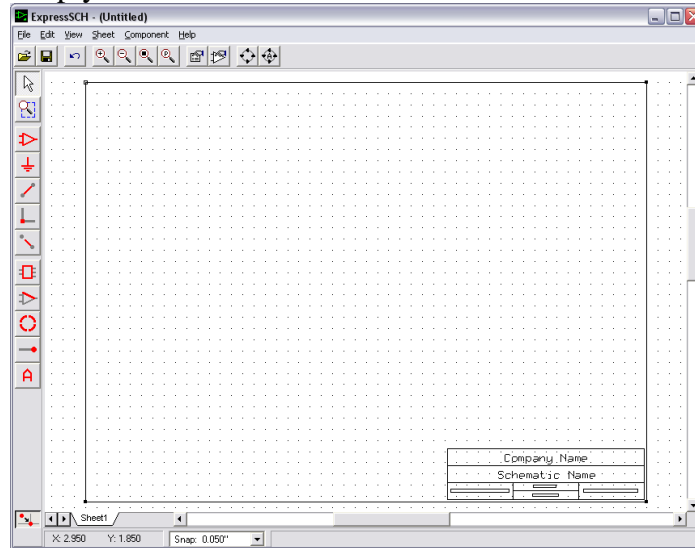 ExpressSCH - (Untitled)
File Edit View Sheet Component Help
Company Name
Schematic Name
Sheet1
X: 2.950 Y: 1.850 Snap: 0.050"